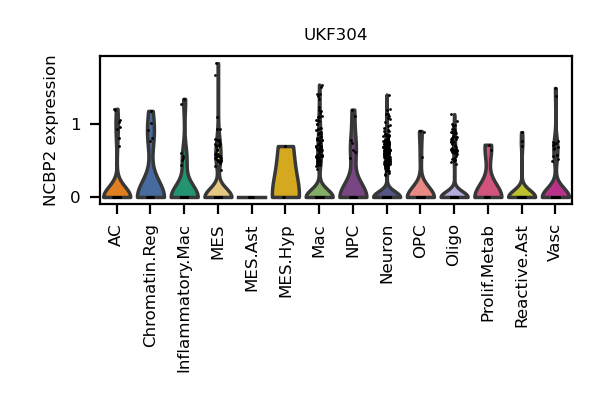 UKF304
NCBP2 expression
1
0
AC
Chromatin.Reg
Inflammatory.Mac
MES
MES.Ast
MES.Hyp
Mac
NPC
Neuron
OPC
Oligo
Prolif.Metab
Reactive.Ast
Vasc